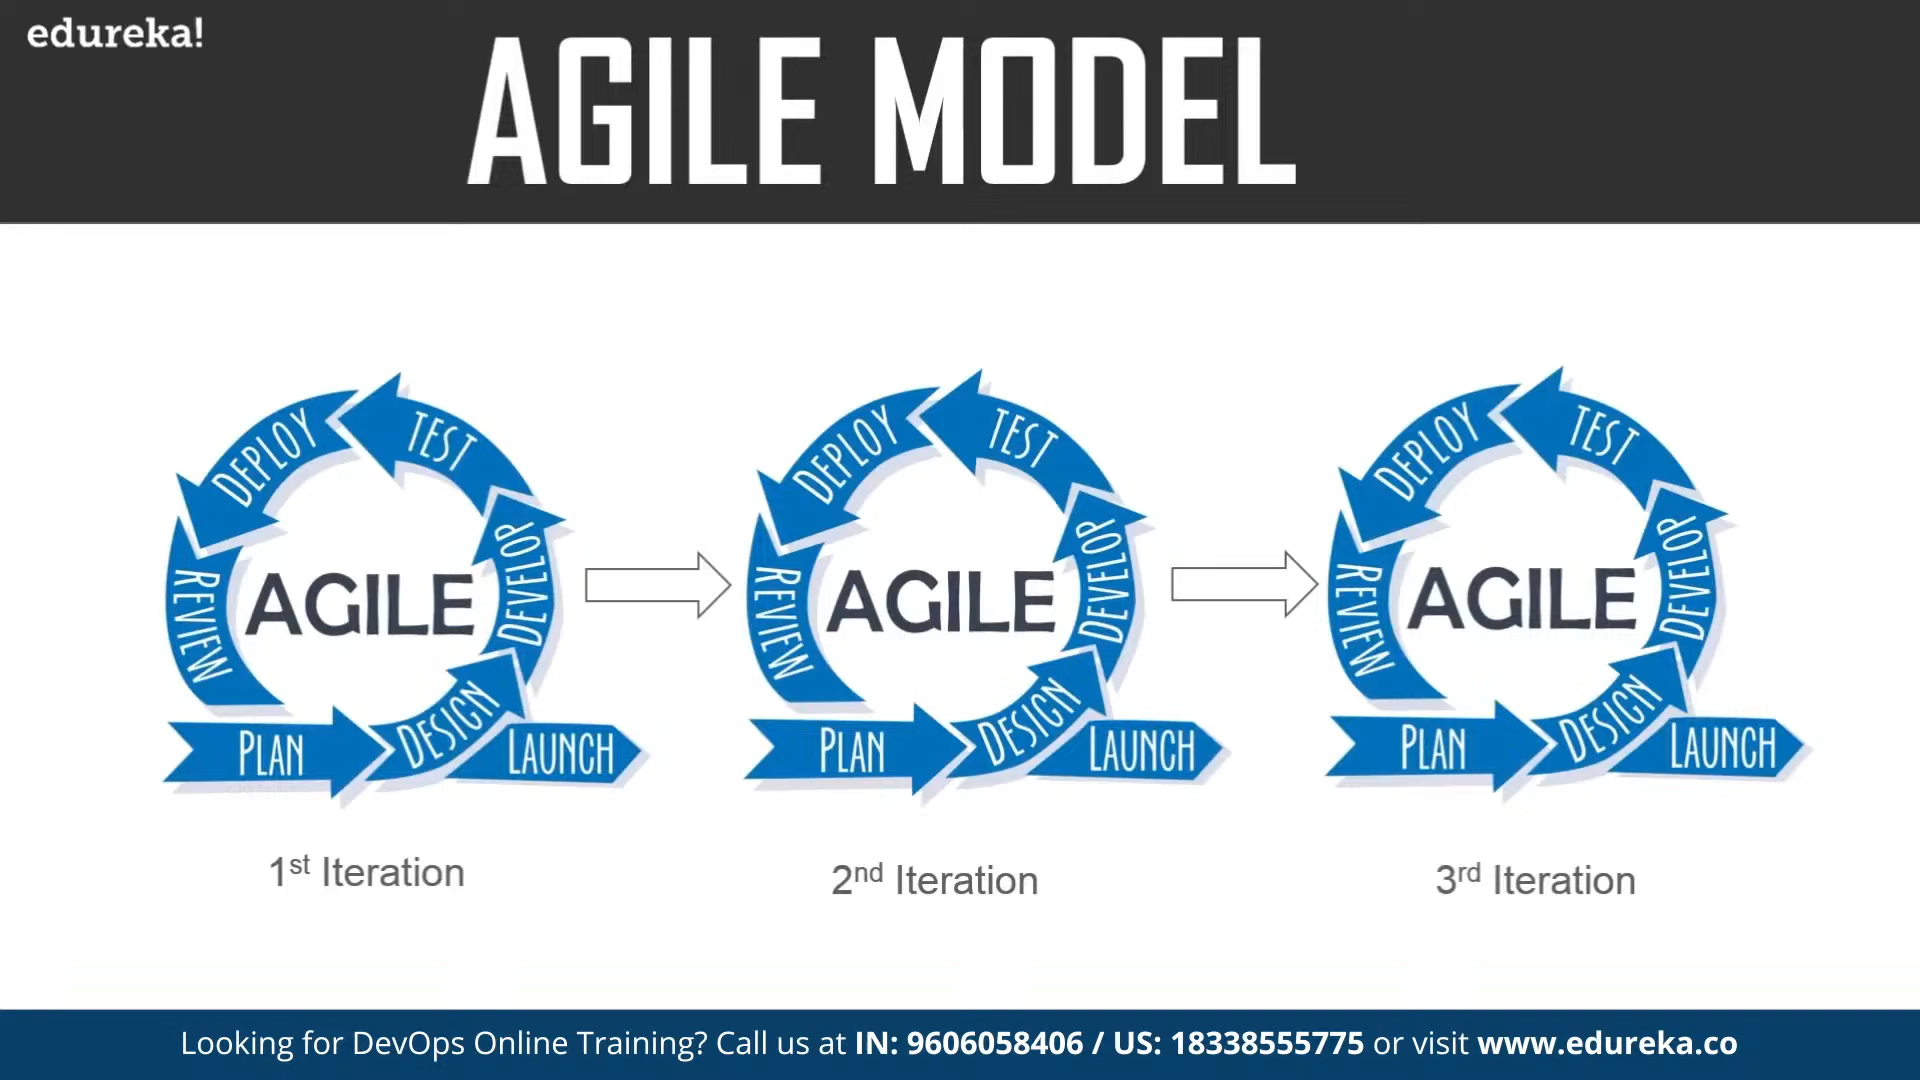 edureka!
AGILE MODEL
DEPLOY
TEST
REVIEW
AGILE
DEVELOP
PLAN
DESIGN
LAUNCH
1st Iteration
DEPLOY
TEST
REVIEW
AGILE
DEVELOP
PLAN
DESIGN
LAUNCH
2nd Iteration
DEPLOY
TEST
REVIEW
AGILE
DEVELOP
PLAN
DESIGN
LAUNCH
3rd Iteration
Looking for DevOps Online Training? Call us at IN: 9606058406 / US: 18338555775 or visit www.edureka.co